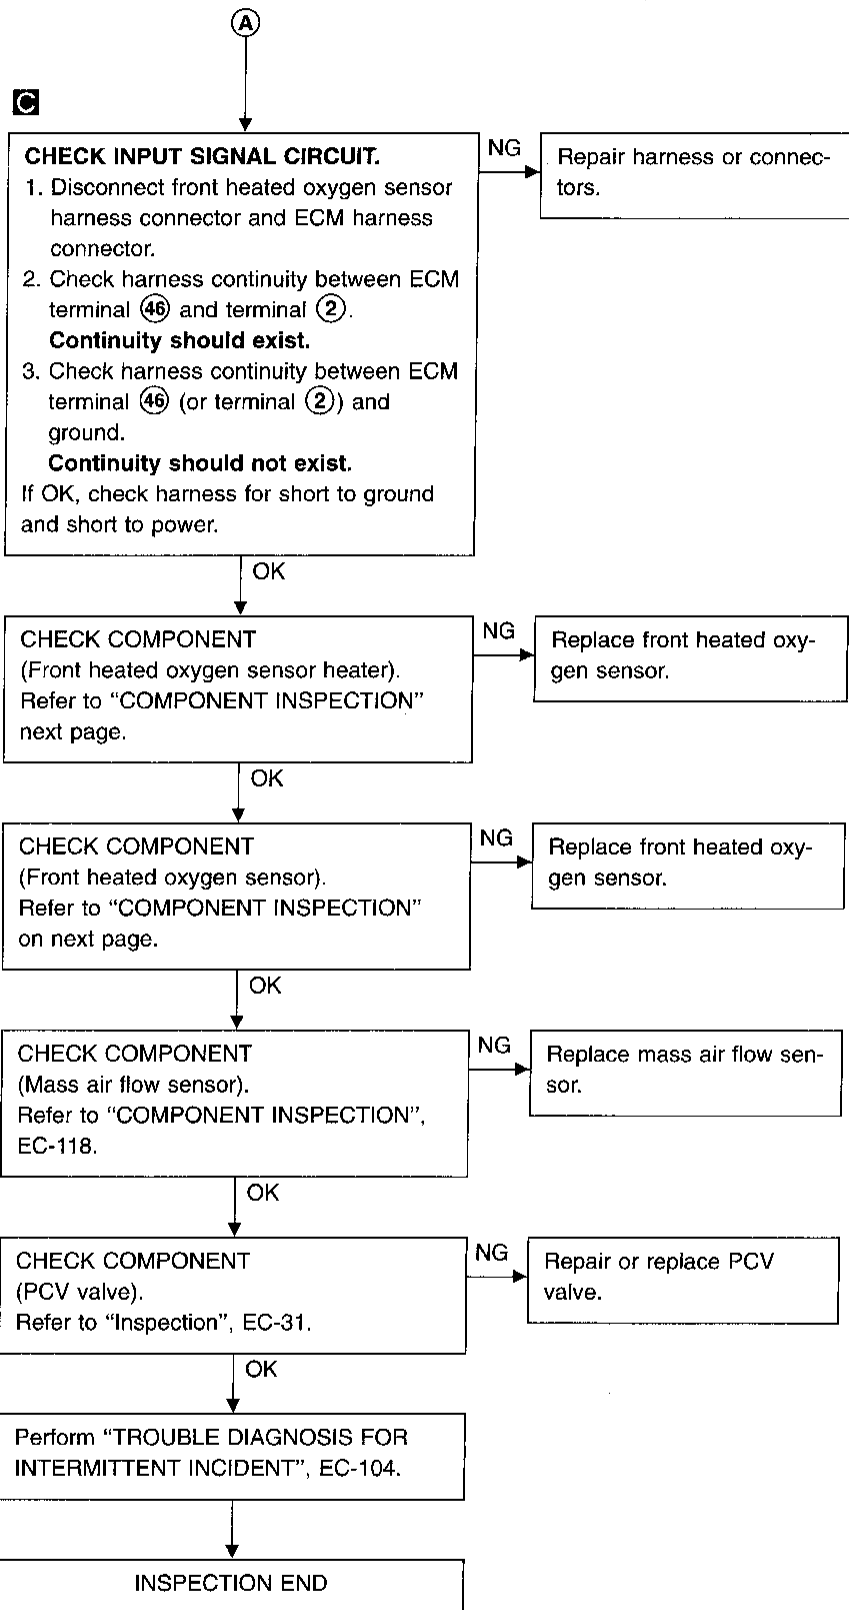 A
C
CHECK INPUT SIGNAL CIRCUIT.
1. Disconnect front heated oxygen sensor
harness connector and ECM harness
connector.
2. Check harness continuity between ECM
terminal 46 and terminal 2.
Continuity should exist.
3. Check harness continuity between ECM
terminal 46 (or terminal 2) and
ground.
Continuity should not exist.
If OK, check harness for short to ground
and short to power.
NG
Repair harness or connec-
tors.
OK
CHECK COMPONENT
(Front heated oxygen sensor heater).
Refer to “COMPONENT INSPECTION”
next page.
NG
Replace front heated oxy-
gen sensor.
OK
CHECK COMPONENT
(Front heated oxygen sensor).
Refer to “COMPONENT INSPECTION”
on next page.
NG
Replace front heated oxy-
gen sensor.
OK
CHECK COMPONENT
(Mass air flow sensor).
Refer to “COMPONENT INSPECTION”,
EC-118.
NG
Replace mass air flow sen-
sor.
OK
CHECK COMPONENT
(PCV valve).
Refer to “Inspection”, EC-31.
NG
Repair or replace PCV
valve.
OK
Perform “TROUBLE DIAGNOSIS FOR
INTERMITTENT INCIDENT”, EC-104.
INSPECTION END